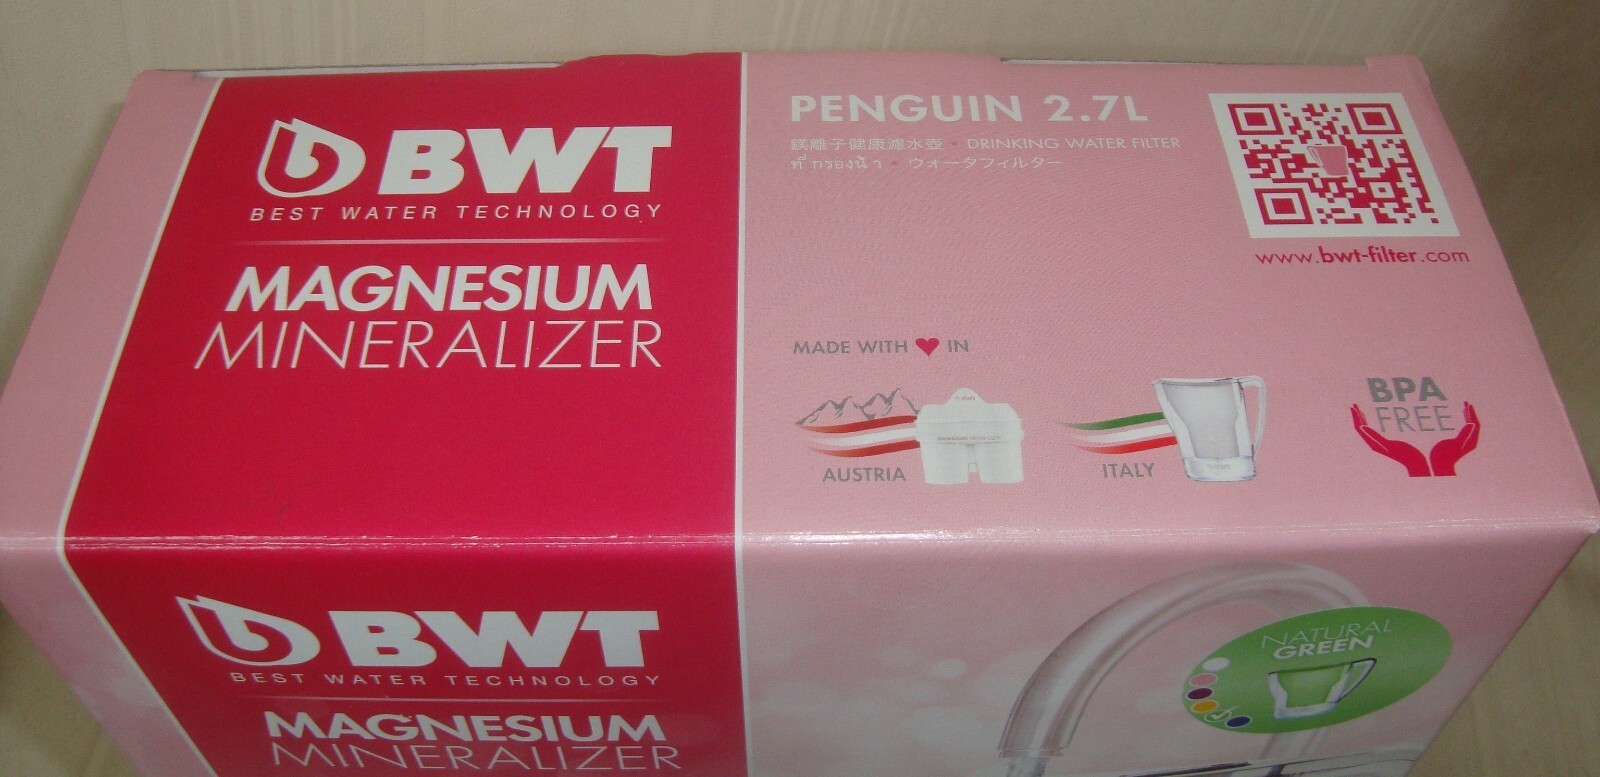 BWT
BEST WATER TECHNOLOGY
MAGNESIUM
MINERALIZER
PENGUIN 2.7L
鎂離子健康濾水壺 • DRINKING WATER FILTER
ที่กรองน้ำ • ウォータフィルター
www.bwt-filter.com
MADE WITH ♥ IN
AUSTRIA
BWT
ITALY
BPA
FREE
BWT
BEST WATER TECHNOLOGY
MAGNESIUM
MINERALIZER
NATURAL
GREEN